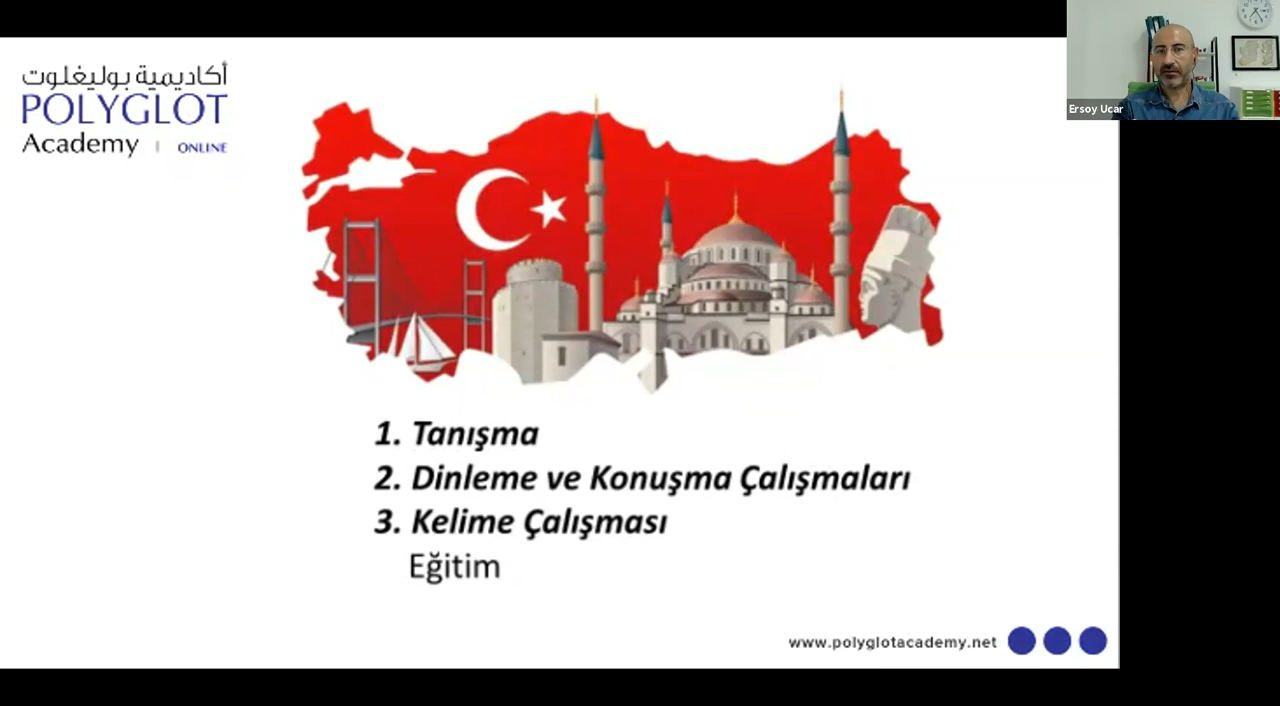 أكاديمية بوليغلوت
POLYGLOT
Academy | ONLINE
Ersoy Ucar
1. Tanışma
2. Dinleme ve Konuşma Çalışmaları
3. Kelime Çalışması
Eğitim
www.polyglotacademy.net